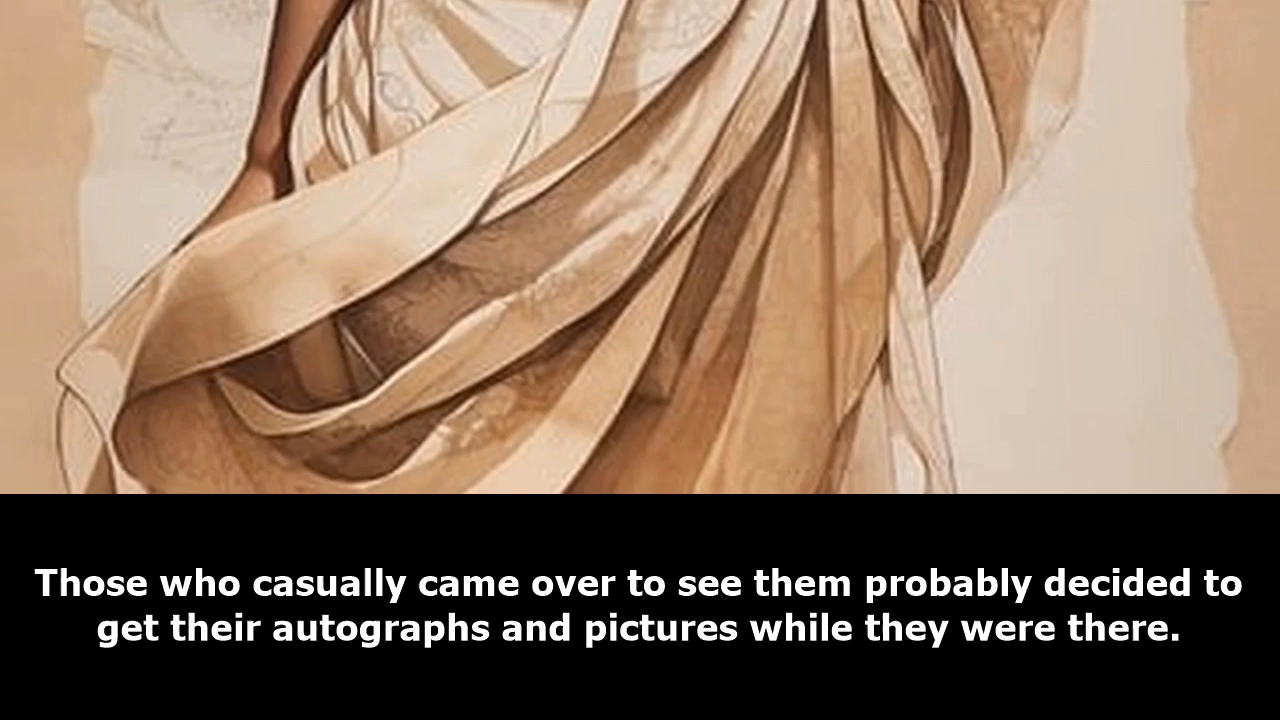 Those who casually came over to see them probably decided to
get their autographs and pictures while they were there.